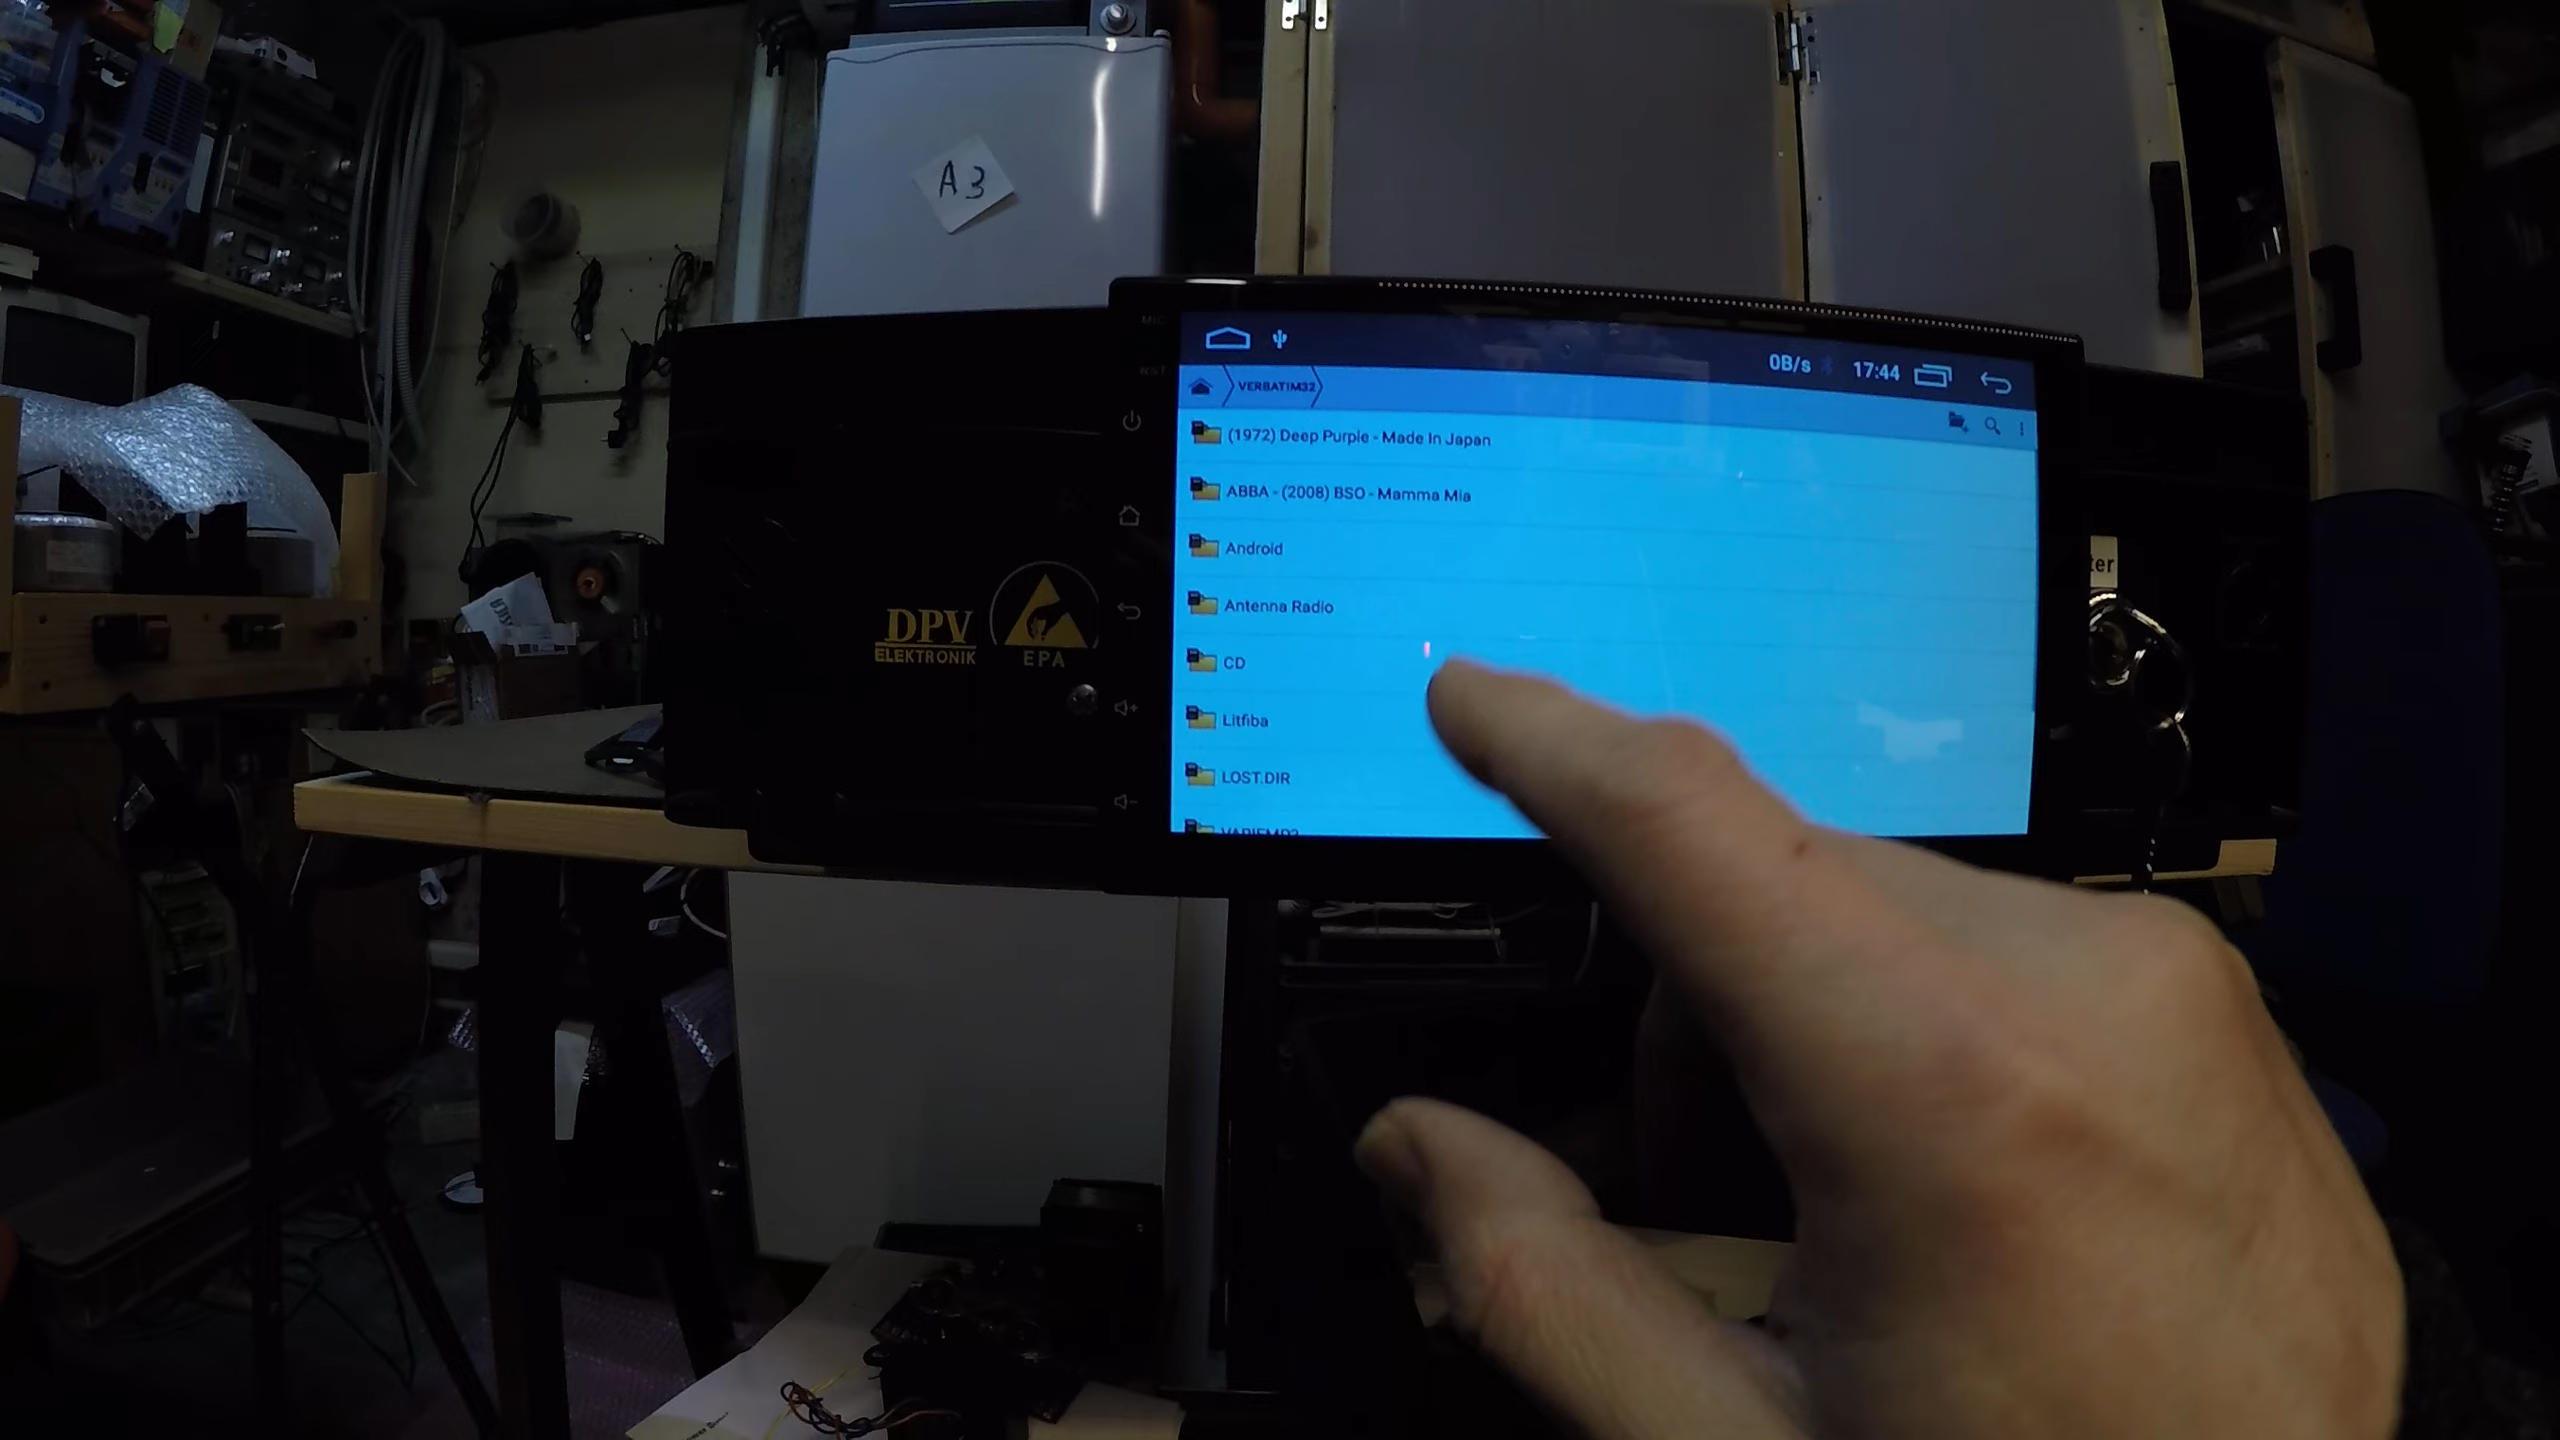 A3
MIC
RST
0B/s 17:44
VERBATIM32
(1972) Deep Purple - Made In Japan
ABBA - (2008) BSO - Mamma Mia
Android
Antenna Radio
CD
Litfiba
LOST.DIR
DPV
ELEKTRONIK
EPA
ter